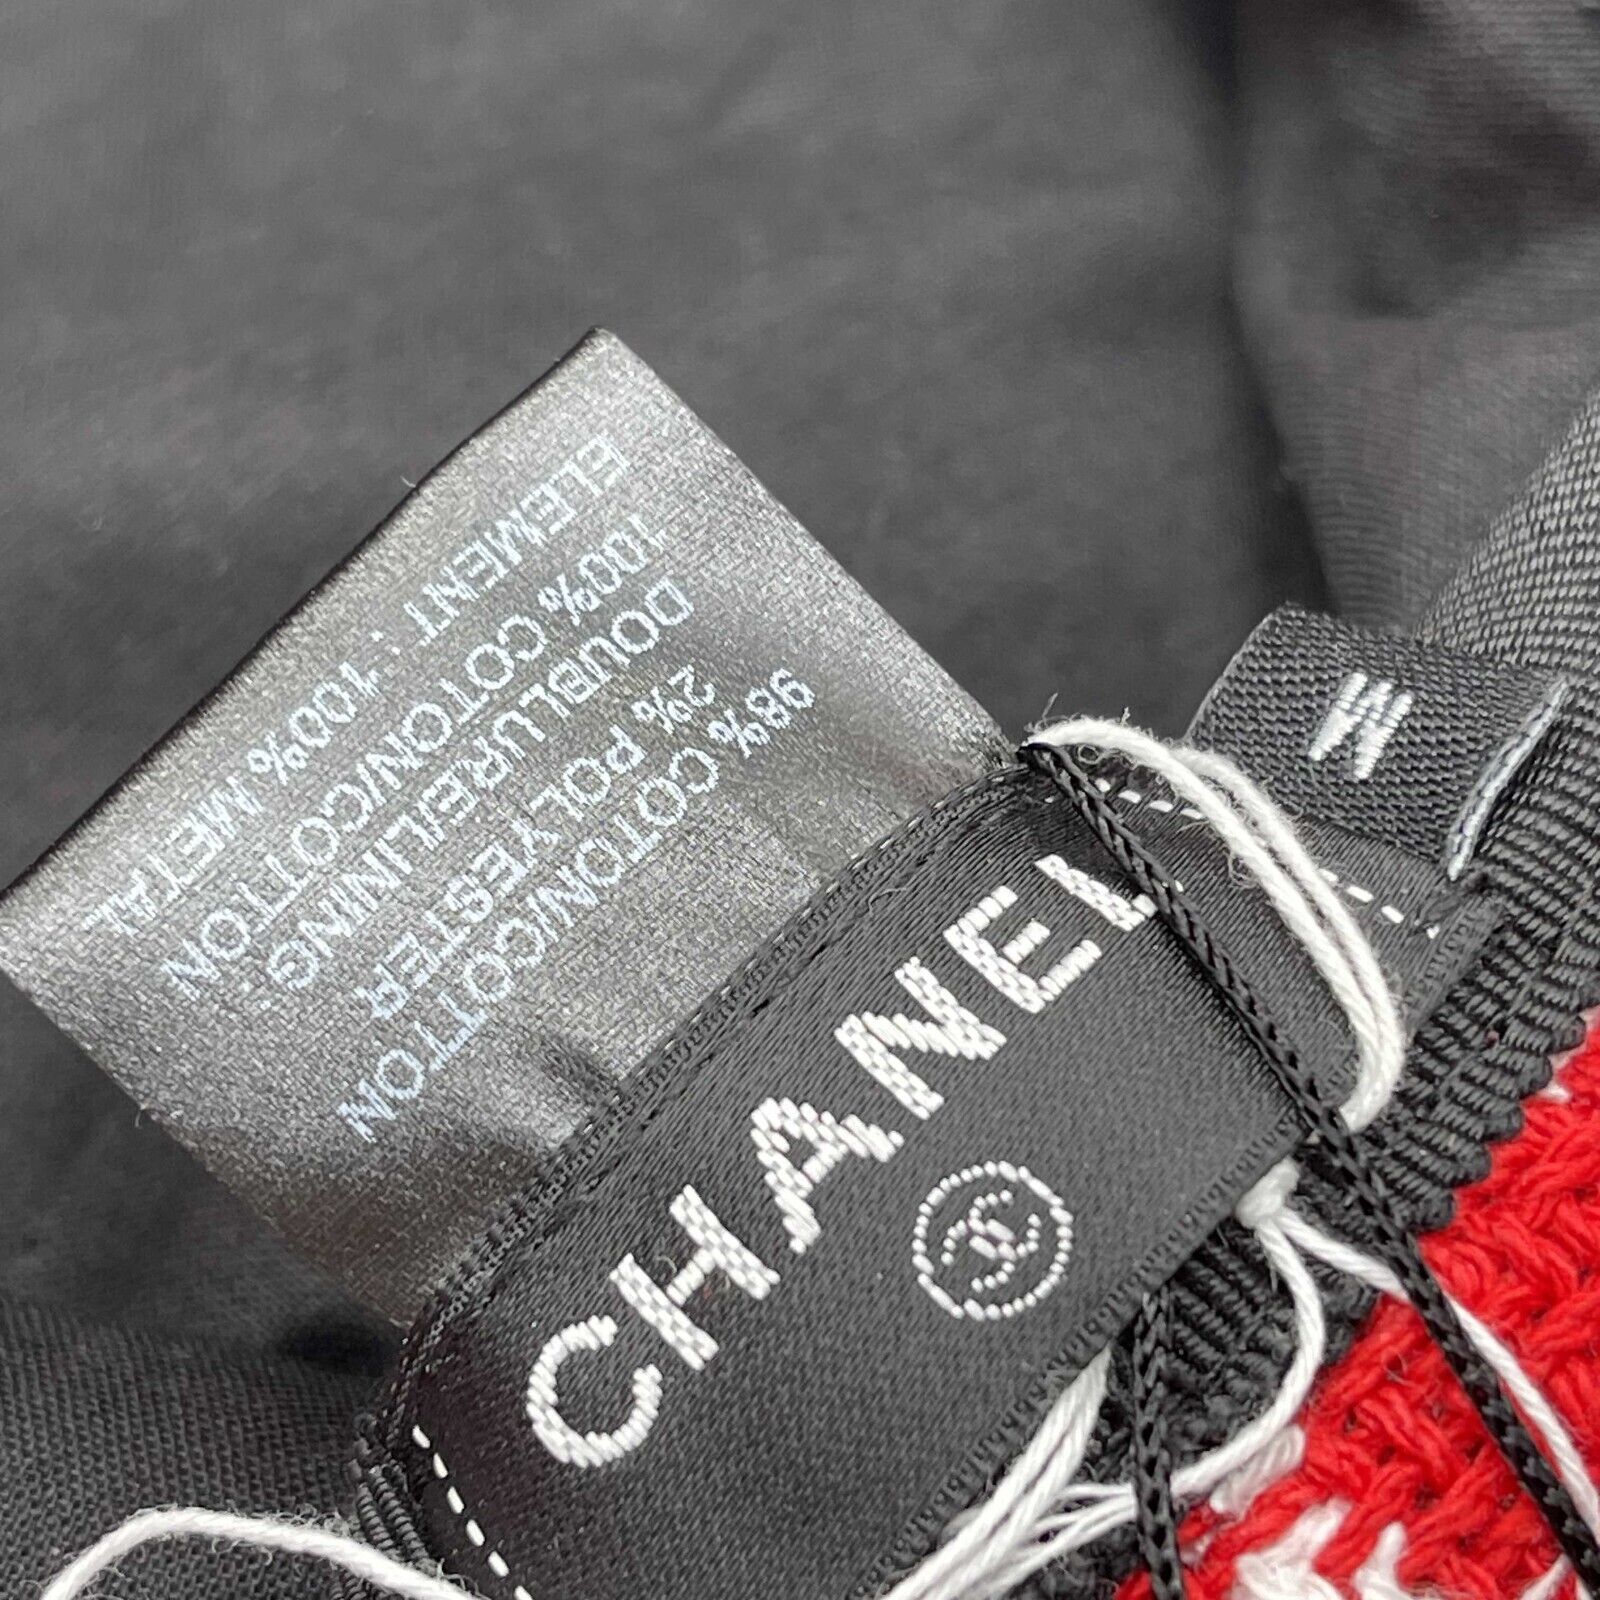 98% COTON/COTTON
2% POLYESTER
DOUBLURE/LINING
100% COTON/COTTON
ELEMENT : 100% METAL
M
CHANEL